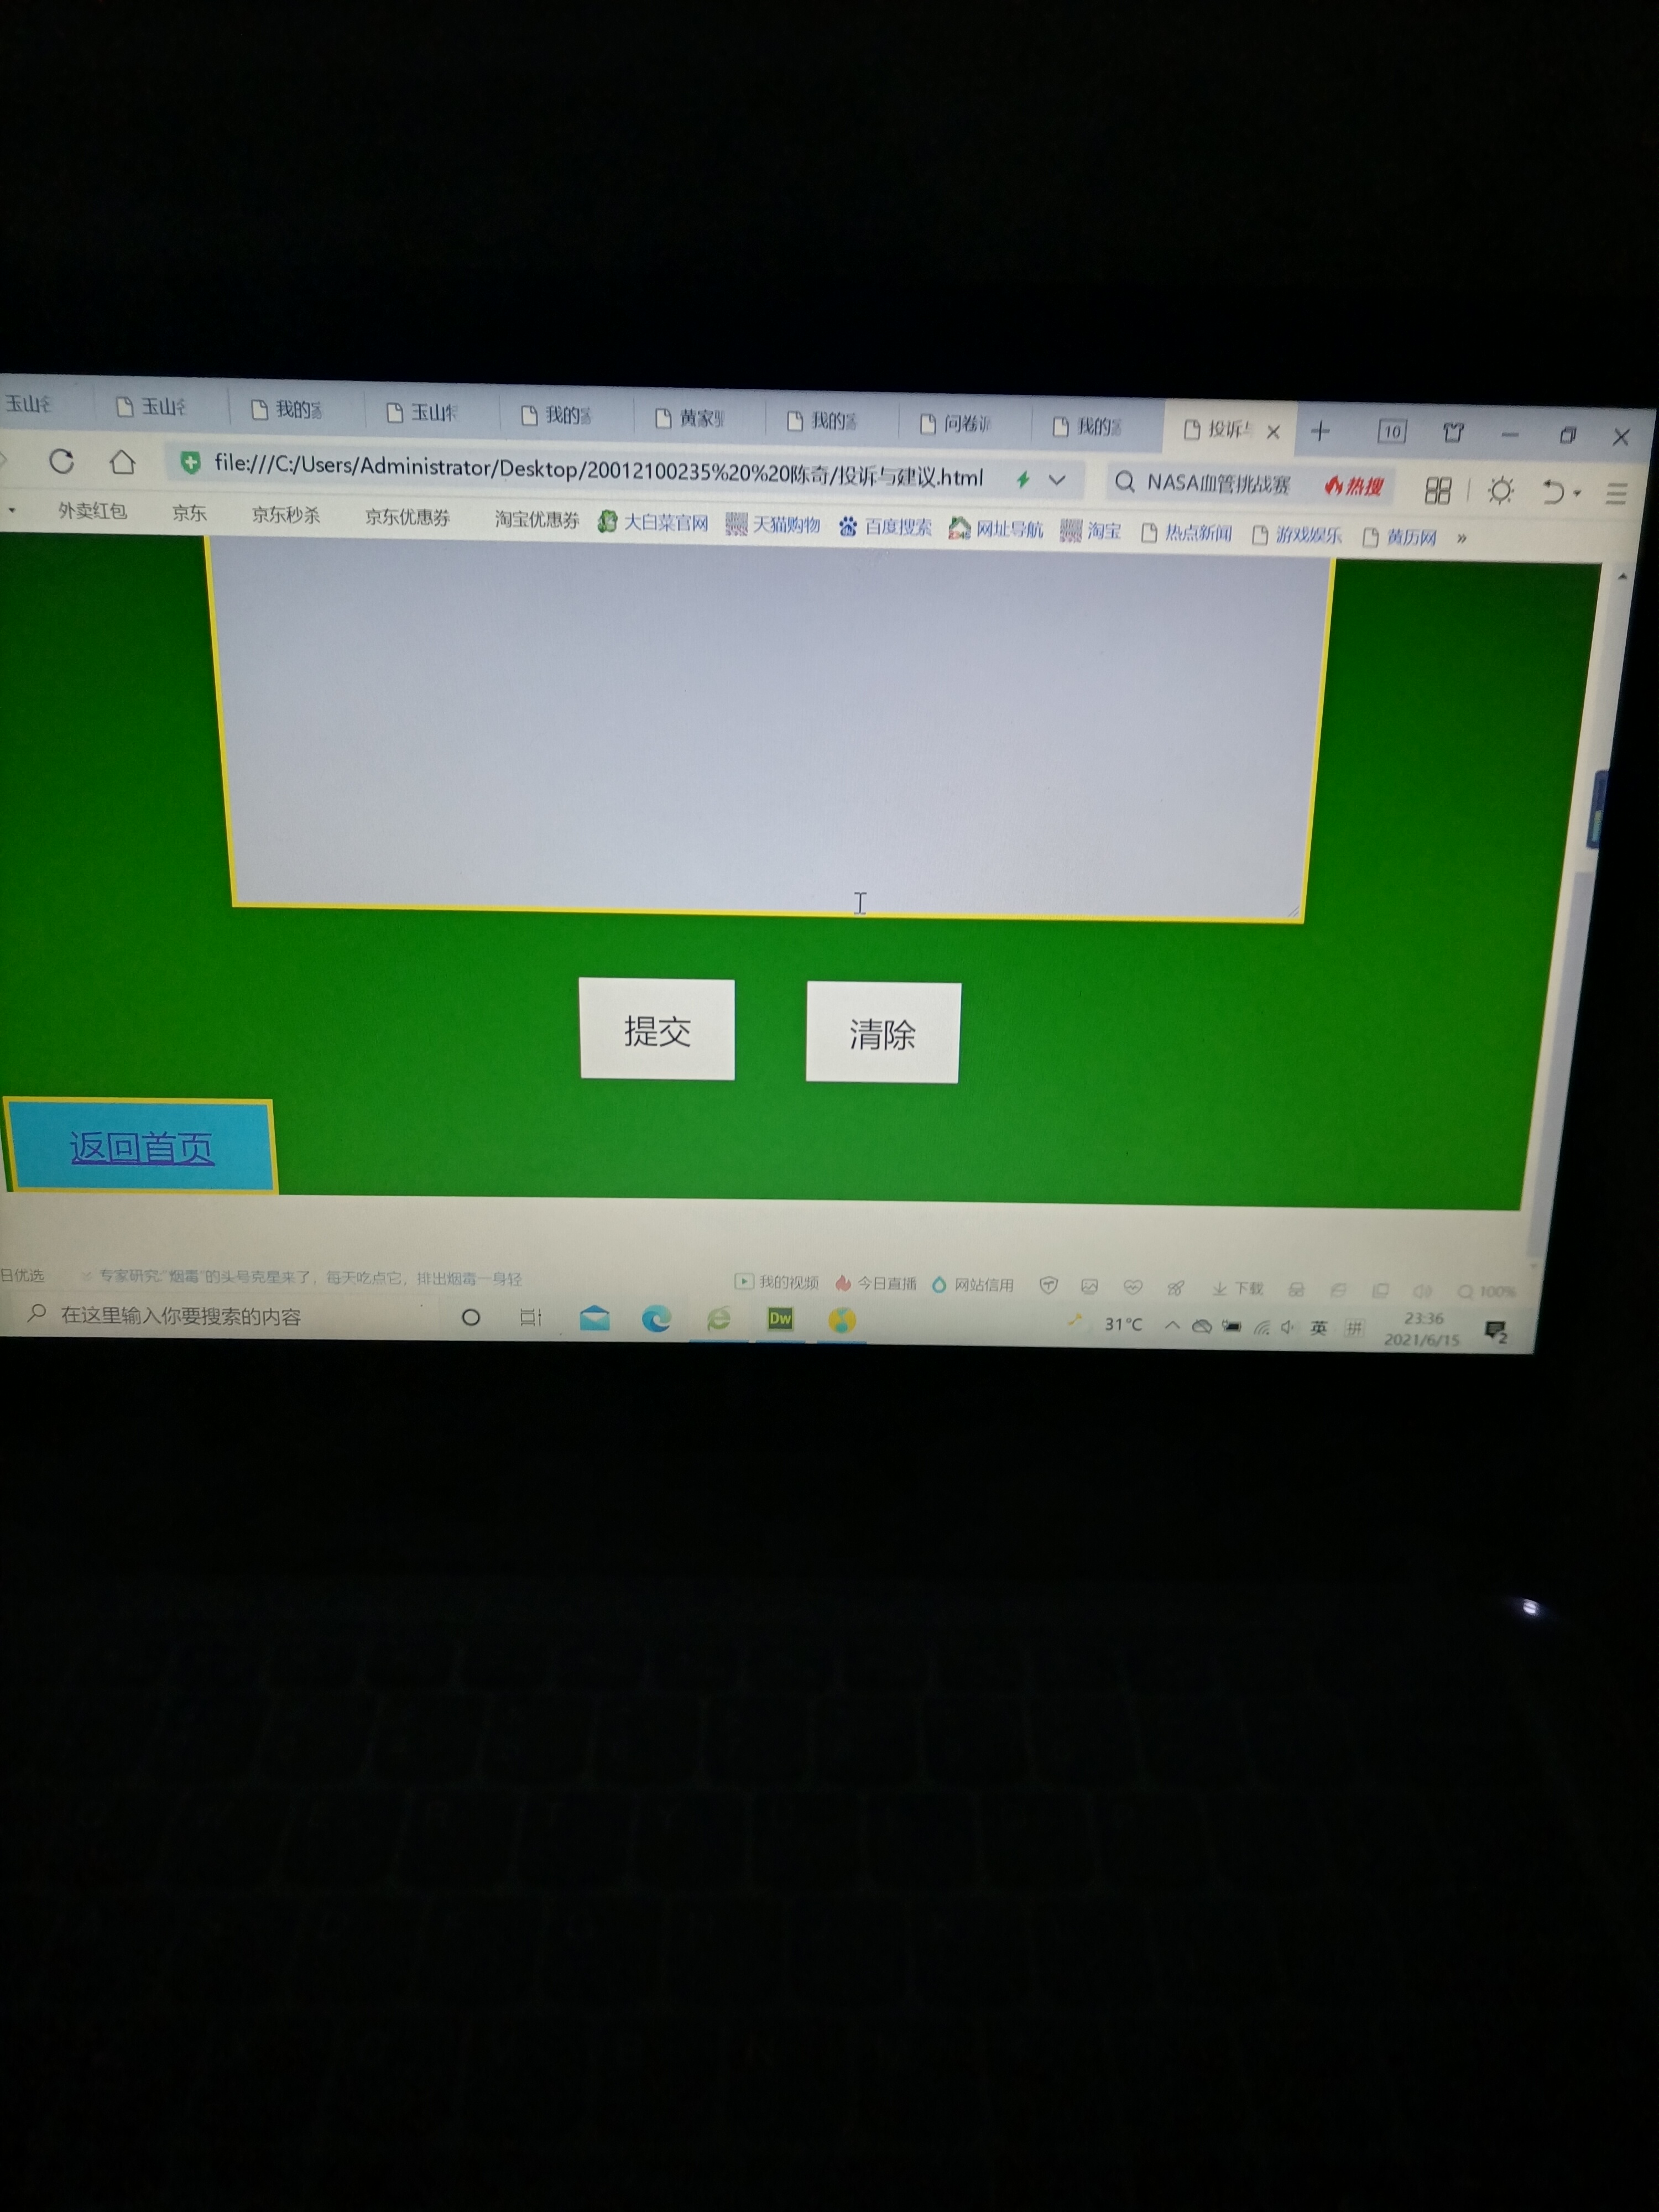 玉山 玉山 我的 玉山 我的 黄家 我的 问卷 我的 投诉
10
file:///C:/Users/Administrator/Desktop/20012100235%20%20陈奇/投诉与建议.html
NASA血管挑战赛 热搜
外卖红包 京东 京东秒杀 京东优惠券 淘宝优惠券 大白菜官网 天猫购物 百度搜索 网址导航 淘宝 热点新闻 游戏娱乐 黄历网 »
提交 清除
返回首页
日优选 专家研究:"烟毒"的头号克星来了，每天吃点它，排出烟毒一身轻 我的视频 今日直播 网站信用 下载 100%
在这里输入你要搜索的内容 Dw 31°C 英 拼 23:36
2021/6/15 2